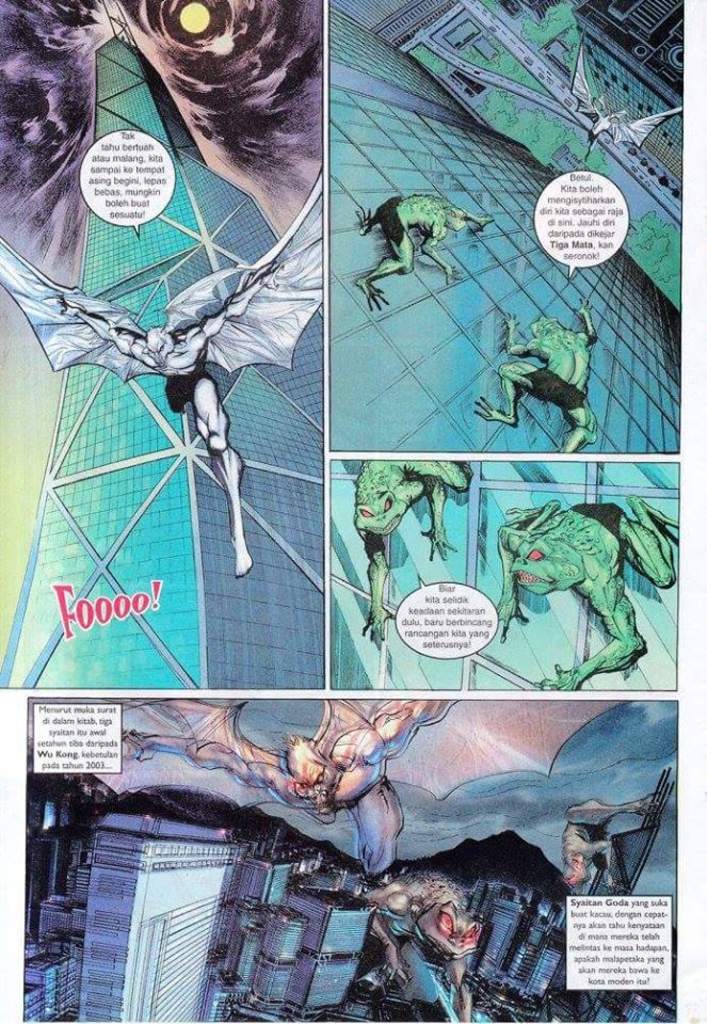 Tak
tahu bertuah
atau malang, kita
sampai ke tempat
asing begini, lepas
bebas, mungkin
boleh buat
sesuatu!
Betul.
Kita boleh
mengisytiharkan
diri kita sebagai raja
di sini. Jauhi diri
daripada dikejar
Tiga Mata, kan
seronok!
Foooo!
Biar
kita selidik
keadaan sekitaran
dulu, baru berbincang
rancangan kita yang
seterusnya!
Menurut muka surat
di dalam kitab, tiga
syaitan itu awal
setahun tiba daripada
Wu Kong, kebetulan
pada tahun 2003....
Syaitan Goda yang suka
buat kacau, dengan cepat-
nya akan tahu kenyataan
di mana mereka telah
melintas ke masa hadapan,
apakah malapetaka yang
akan mereka bawa ke
kota moden itu?